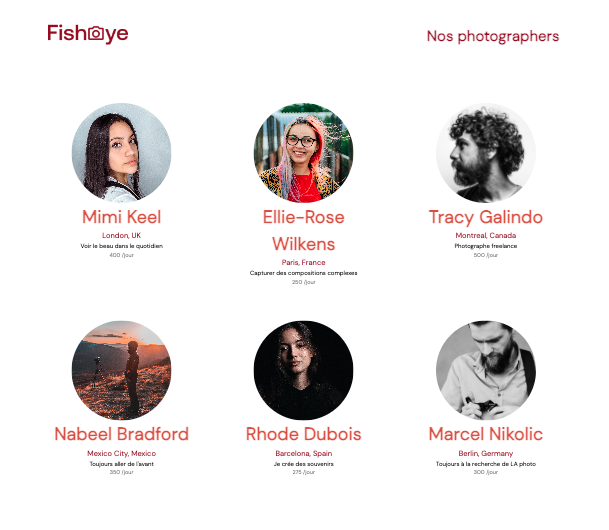 Fisheye
Nos photographers
Mimi Keel
London, UK
Voir le beau dans le quotidien
400 /jour
Ellie-Rose
Wilkens
Paris, France
Capturer des compositions complexes
250 /jour
Tracy Galindo
Montreal, Canada
Photographe freelance
500 /jour
Nabeel Bradford
Mexico City, Mexico
Toujours aller de l'avant
350 /jour
Rhode Dubois
Barcelona, Spain
Je crée des souvenirs
275 /jour
Marcel Nikolic
Berlin, Germany
Toujours à la recherche de LA photo
300 /jour